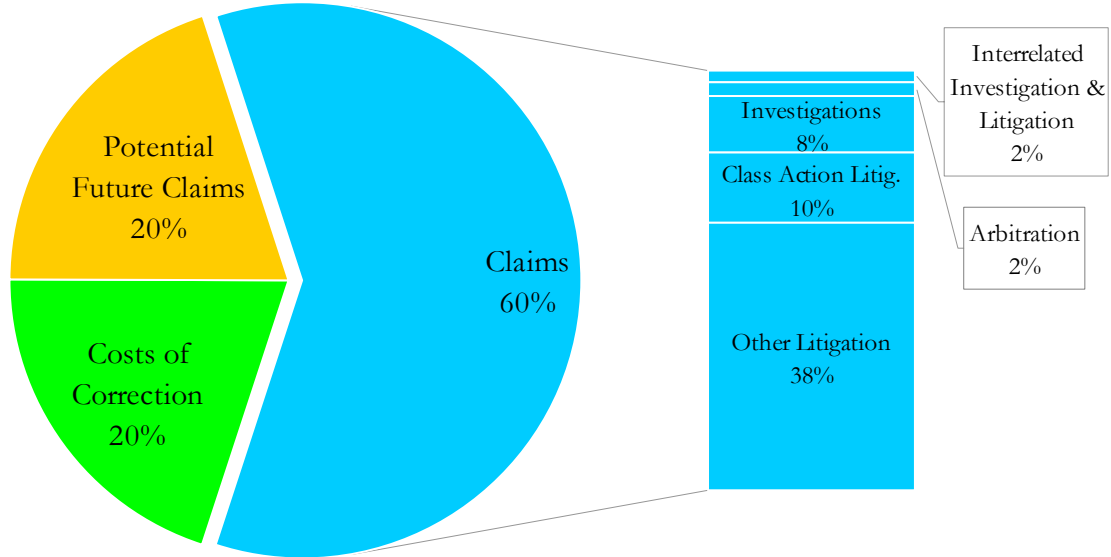 Potential
Future Claims
20%
Costs of
Correction
20%
Claims
60%
Investigations
8%
Class Action Litig.
10%
Other Litigation
38%
Interrelated
Investigation &
Litigation
2%
Arbitration
2%